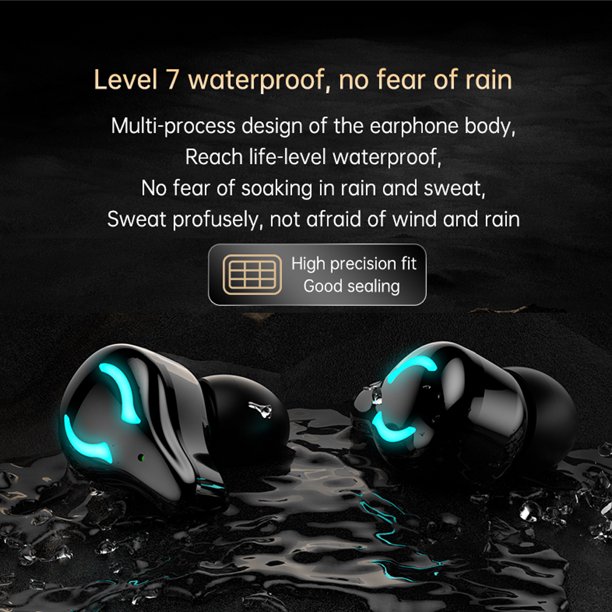 Level 7 waterproof, no fear of rain
Multi-process design of the earphone body,
Reach life-level waterproof,
No fear of soaking in rain and sweat,
Sweat profusely, not afraid of wind and rain
High precision fit
Good sealing